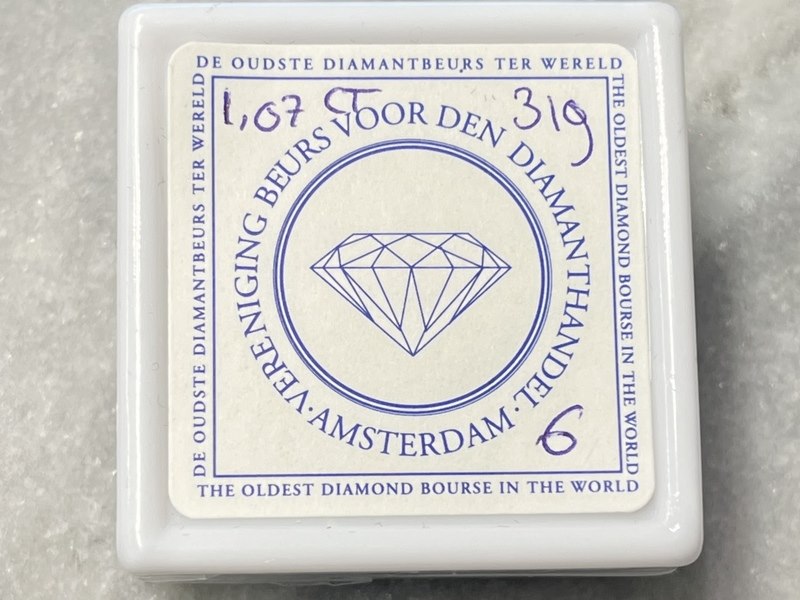 DE OUDSTE DIAMANTBEURS TER WERELD
THE OLDEST DIAMOND BOURSE IN THE WORLD
DE OUDSTE DIAMANTBEURS TER WERELD
1,07 CT
319
VERENIGING BEURS VOOR DEN DIAMANTHANDEL
· AMSTERDAM ·
6
THE OLDEST DIAMOND BOURSE IN THE WORLD